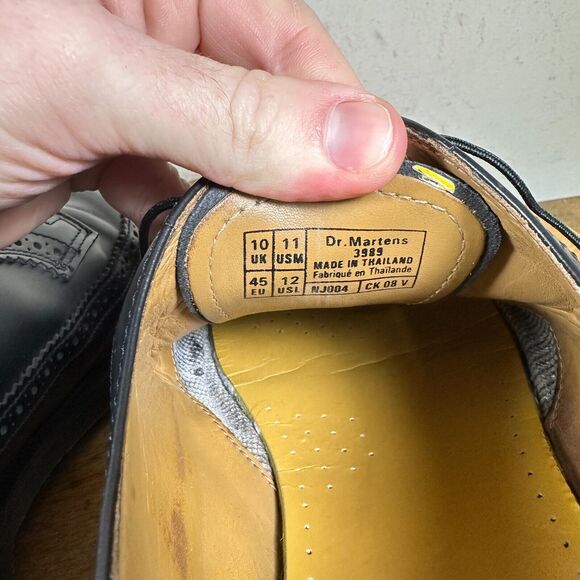 10 UK
11 USM
45 EU
12 USL
Dr. Martens
3989
MADE IN THAILAND
Fabriqué en Thaïlande
NJ004
CK 08 V